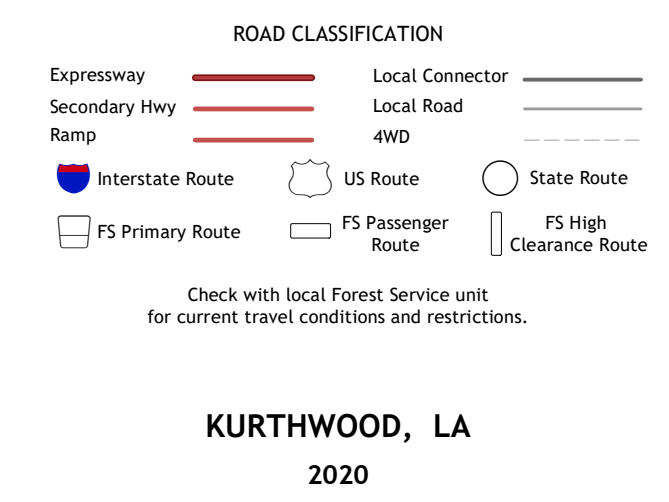 ROAD CLASSIFICATION
Expressway
Local Connector
Secondary Hwy
Local Road
Ramp
4WD
Interstate Route
US Route
State Route
FS Primary Route
FS Passenger
Route
FS High
Clearance Route
Check with local Forest Service unit
for current travel conditions and restrictions.
KURTHWOOD, LA
2020